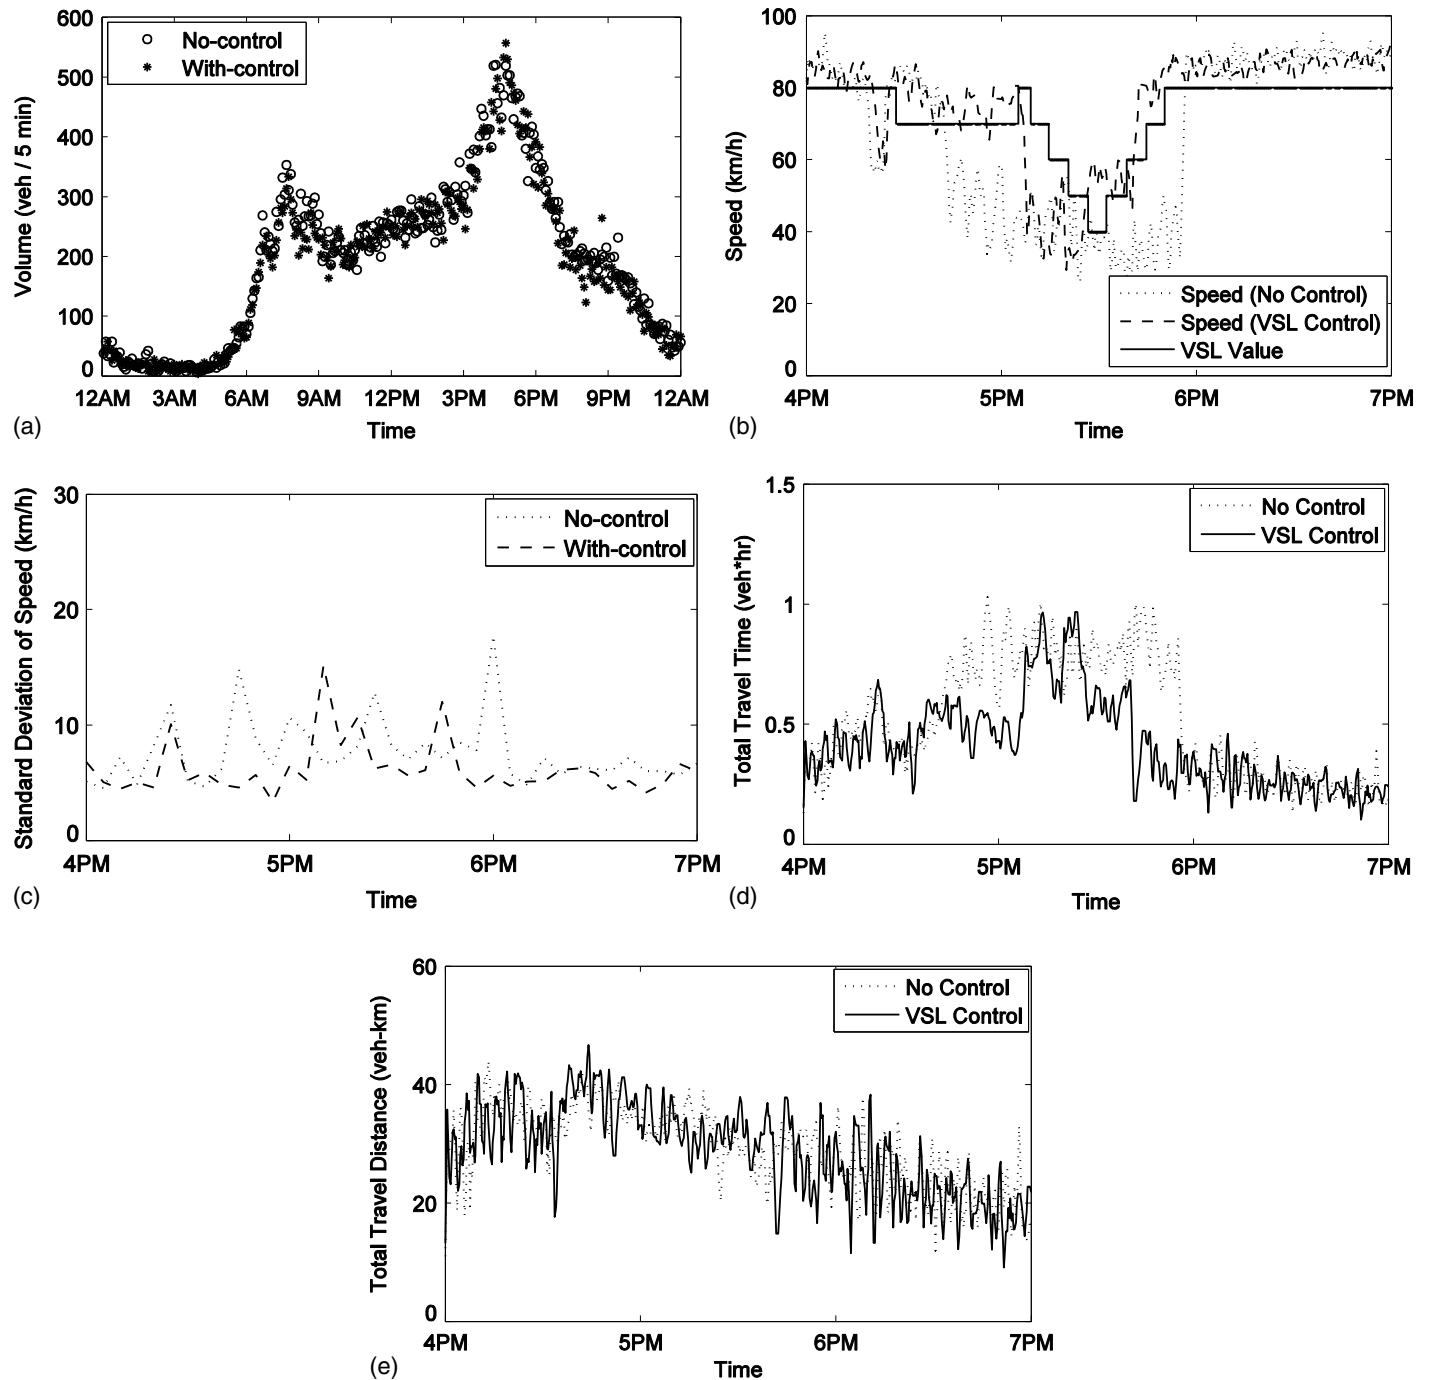 600
500
400
300
200
100
0
Volume (veh / 5 min)
No-control
With-control
12AM 3AM 6AM 9AM 12PM 3PM 6PM 9PM 12AM
Time
(a)
100
80
60
40
20
0
Speed (km/h)
Speed (No Control)
Speed (VSL Control)
VSL Value
4PM 5PM 6PM 7PM
Time
(b)
30
20
10
0
Standard Deviation of Speed (km/h)
No-control
With-control
4PM 5PM 6PM 7PM
Time
(c)
1.5
1
0.5
0
Total Travel Time (veh*hr)
No Control
VSL Control
4PM 5PM 6PM 7PM
Time
(d)
60
40
20
0
Total Travel Distance (veh-km)
No Control
VSL Control
4PM 5PM 6PM 7PM
Time
(e)